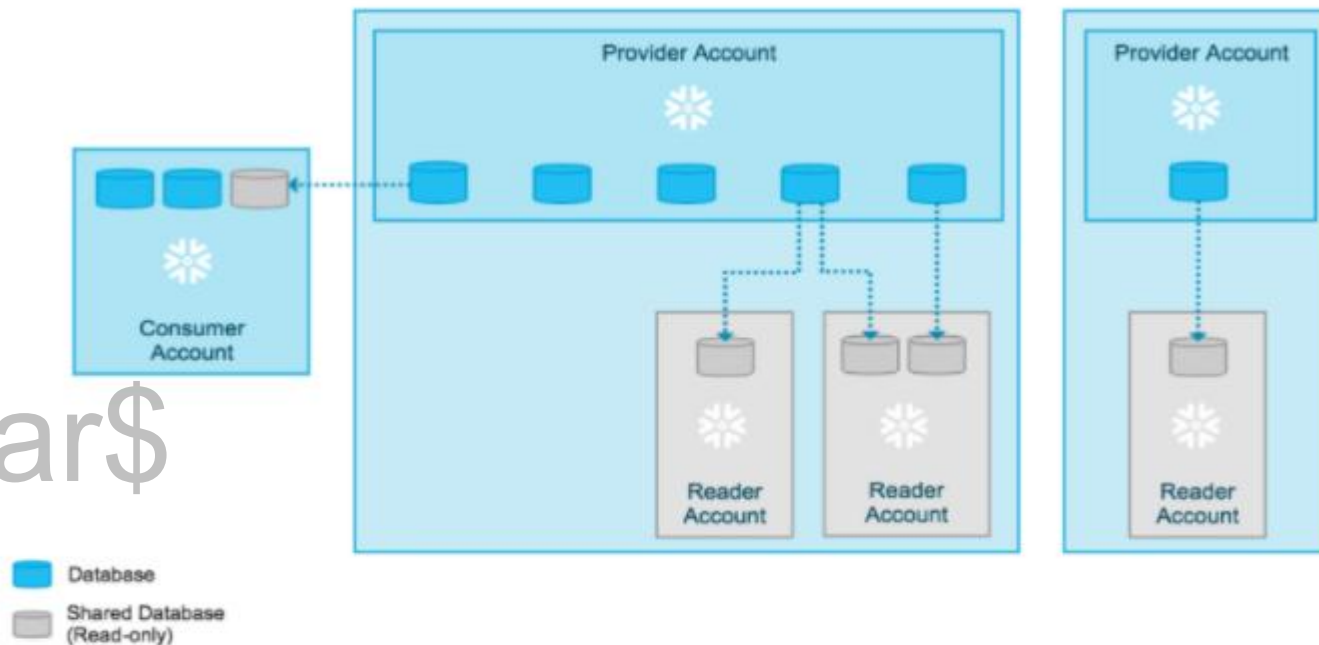 Provider Account
Provider Account
Consumer
Account
Reader
Account
Reader
Account
Reader
Account
ar$
Database
Shared Database
(Read-only)